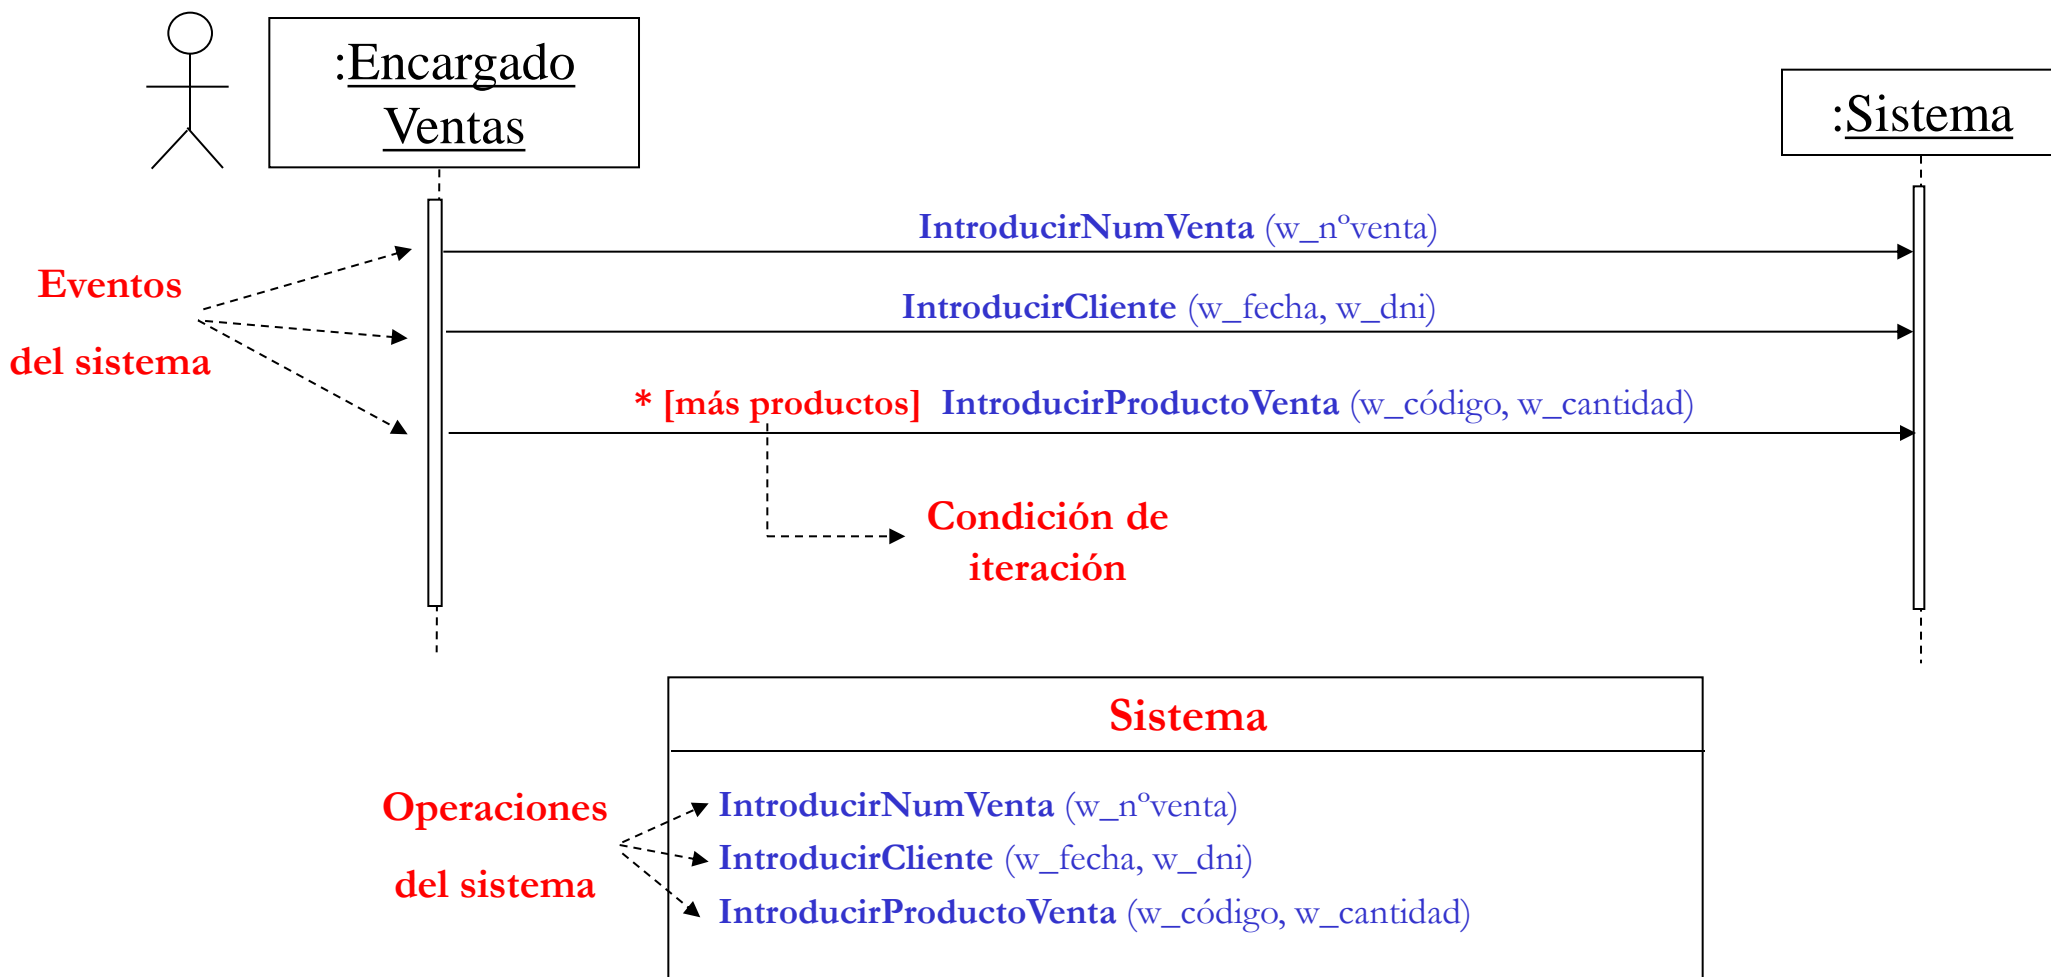 :Encargado
Ventas
:Sistema
IntroducirNumVenta (w_nºventa)
Eventos
del sistema
IntroducirCliente (w_fecha, w_dni)
* [más productos] IntroducirProductoVenta (w_código, w_cantidad)
Condición de
iteración
Sistema
Operaciones
del sistema
IntroducirNumVenta (w_nºventa)
IntroducirCliente (w_fecha, w_dni)
IntroducirProductoVenta (w_código, w_cantidad)